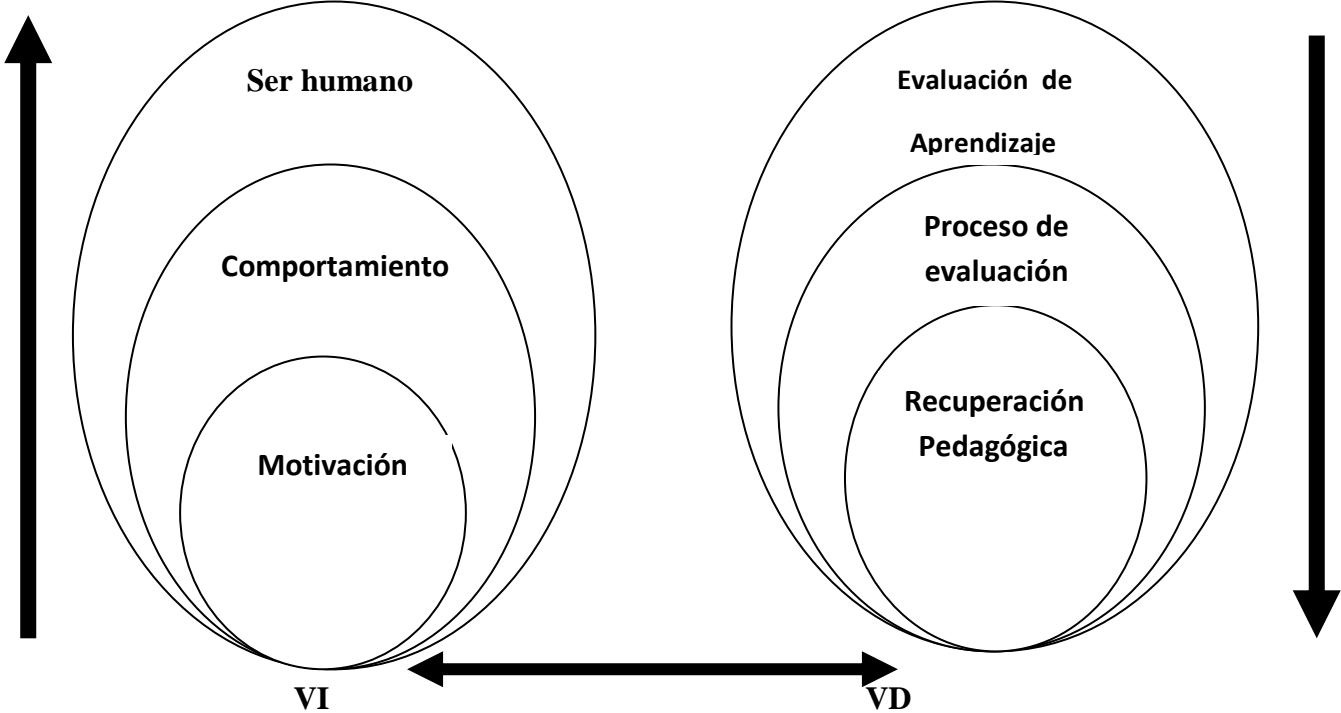 Ser humano
Comportamiento
Motivación
VI
Evaluación de
Aprendizaje
Proceso de
evaluación
Recuperación
Pedagógica
VD